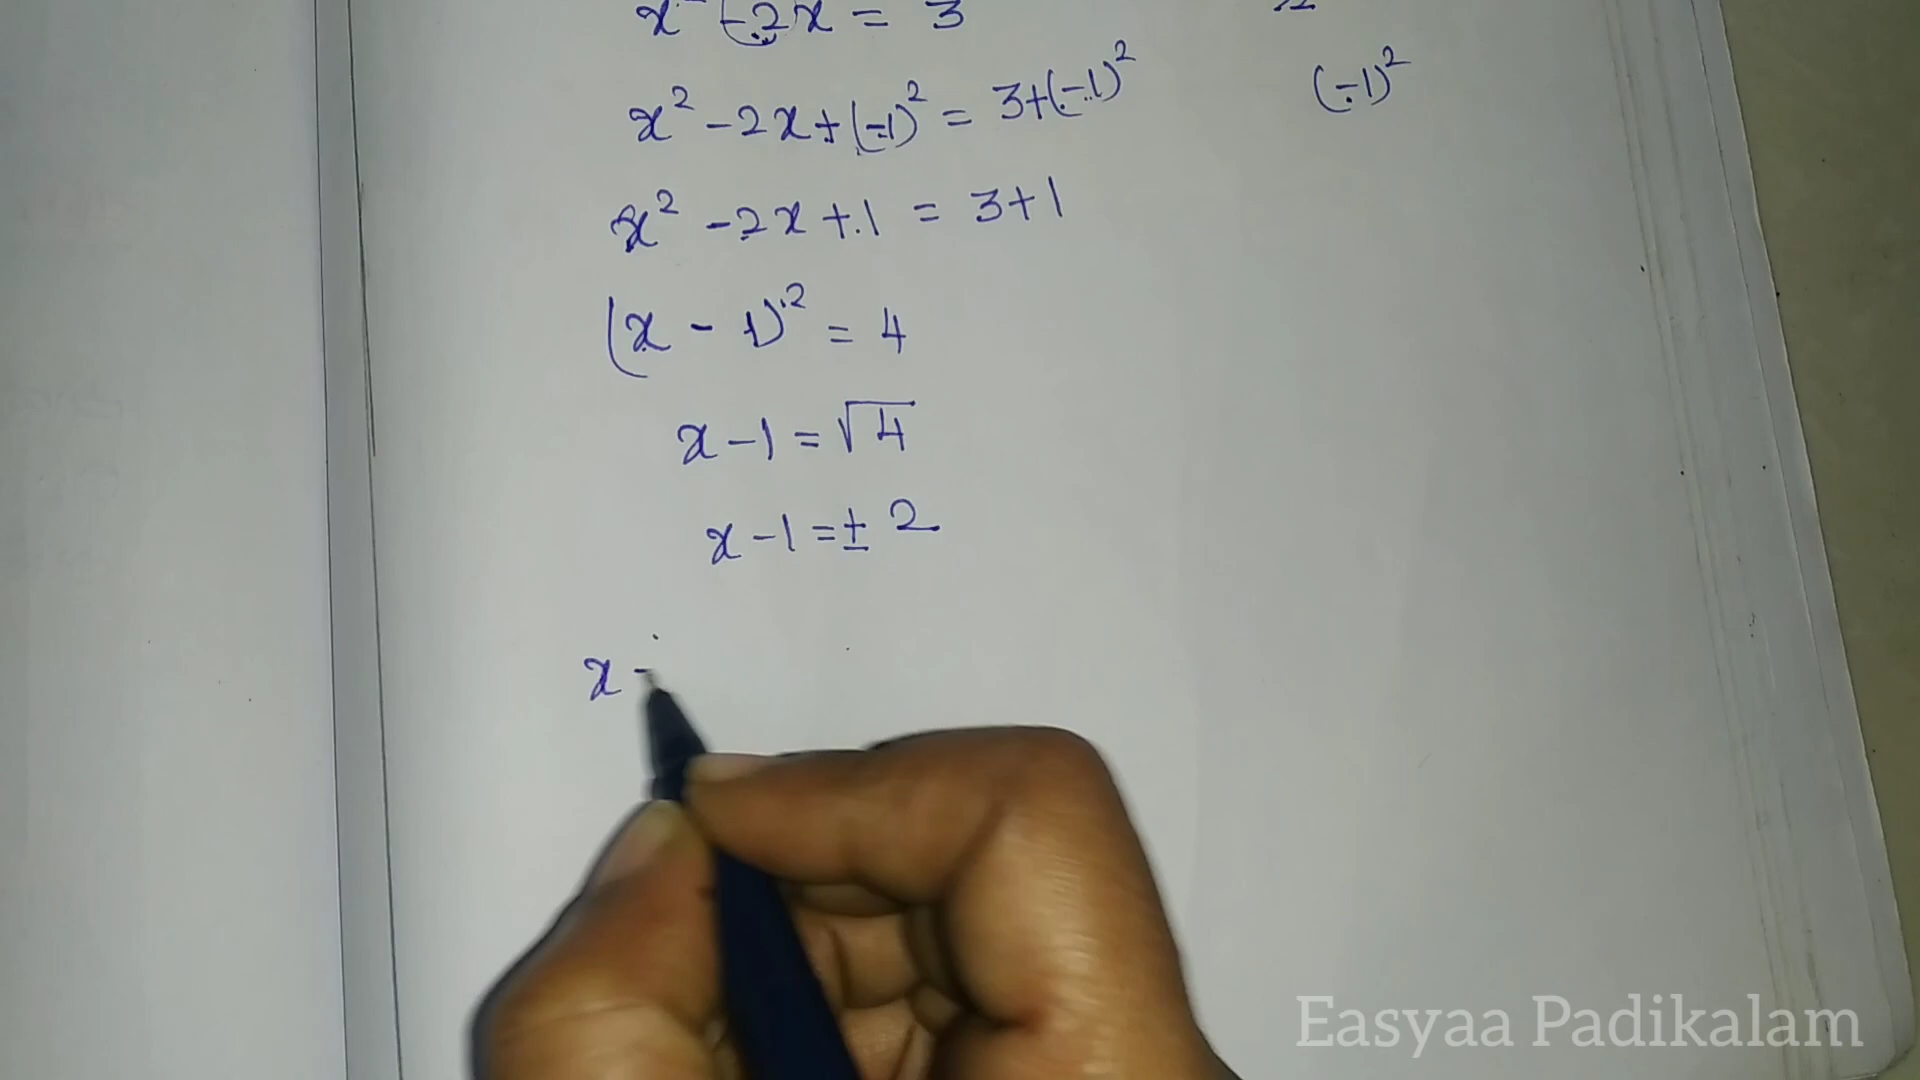 x² - 2x = 3
x² - 2x + (-1)² = 3 + (-1)²
(-1)²
x² - 2x + 1 = 3 + 1
(x - 1)² = 4
x - 1 = √4
x - 1 = ± 2
x -
Easyaa Padikalam